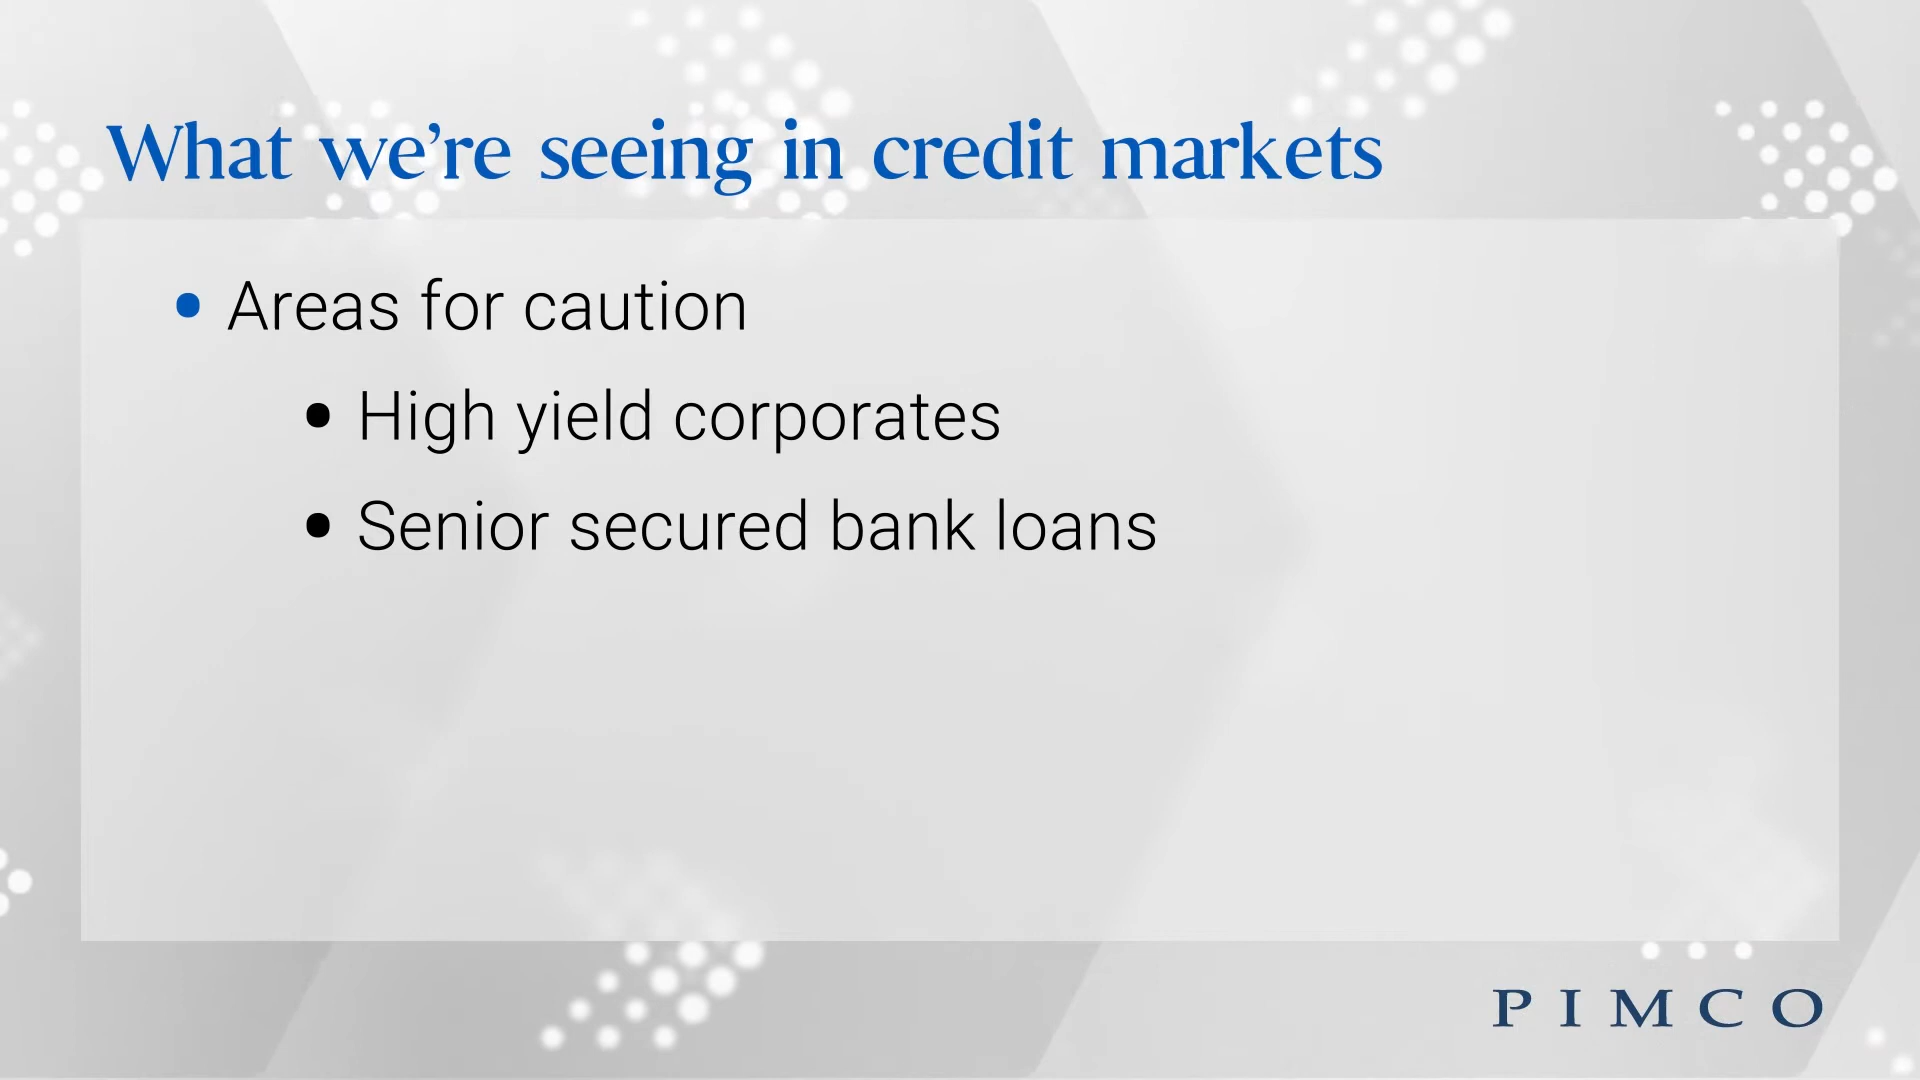 What we’re seeing in credit markets
• Areas for caution
• High yield corporates
• Senior secured bank loans
PIMCO